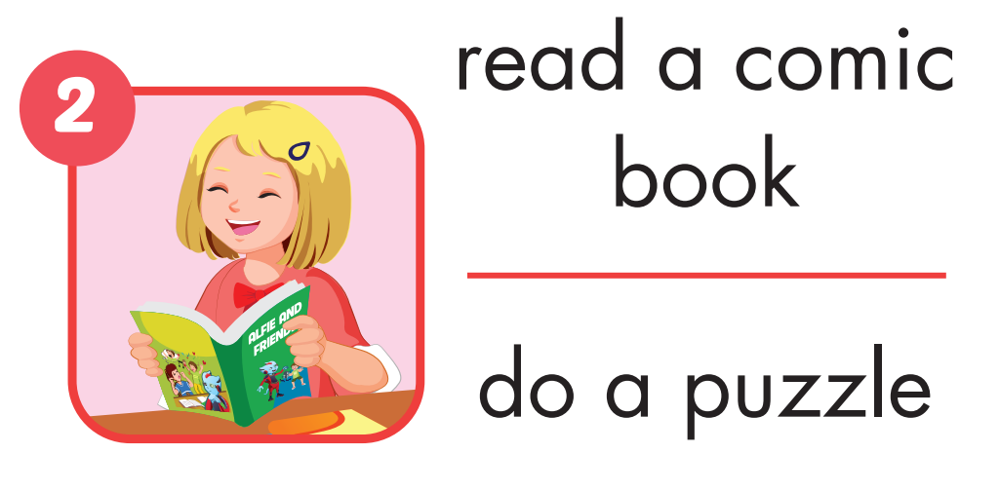 2
read a comic
book
ALFIE AND
FRIENDS
do a puzzle